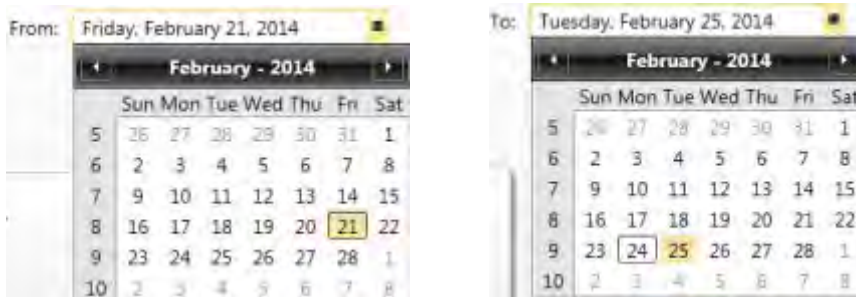 From: Friday, February 21, 2014
February - 2014
Sun Mon Tue Wed Thu Fri Sat
5 26 27 28 29 30 31 1
6 2 3 4 5 6 7 8
7 9 10 11 12 13 14 15
8 16 17 18 19 20 21 22
9 23 24 25 26 27 28 1
10 2 3 4 5 6 7 8
To: Tuesday, February 25, 2014
February - 2014
Sun Mon Tue Wed Thu Fri Sat
5 26 27 28 29 30 31 1
6 2 3 4 5 6 7 8
7 9 10 11 12 13 14 15
8 16 17 18 19 20 21 22
9 23 24 25 26 27 28 1
10 2 3 4 5 6 7 8